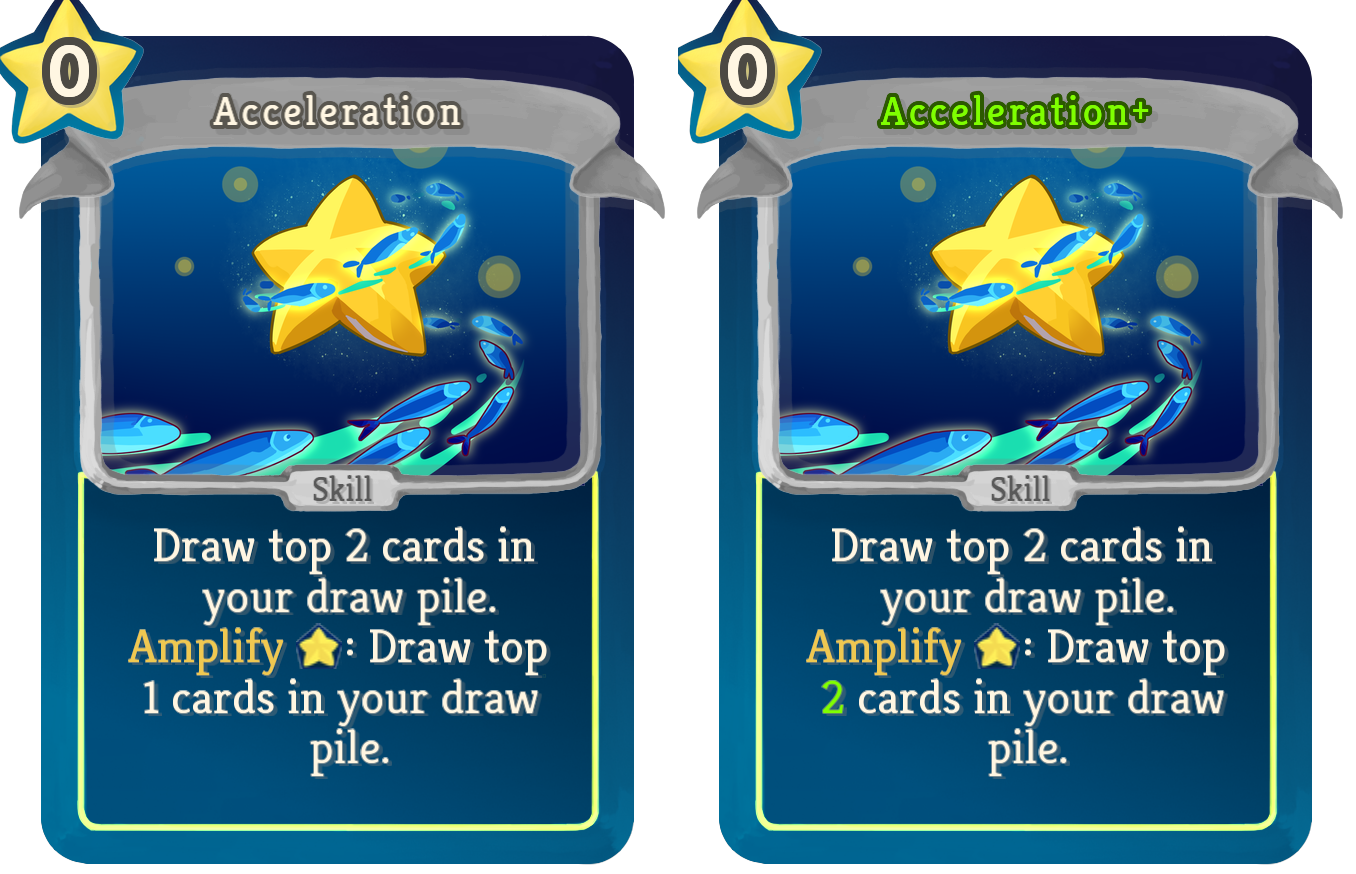 0
Acceleration
Skill
Draw top 2 cards in
your draw pile.
Amplify : Draw top
1 cards in your draw
pile.
0
Acceleration+
Skill
Draw top 2 cards in
your draw pile.
Amplify : Draw top
2 cards in your draw
pile.